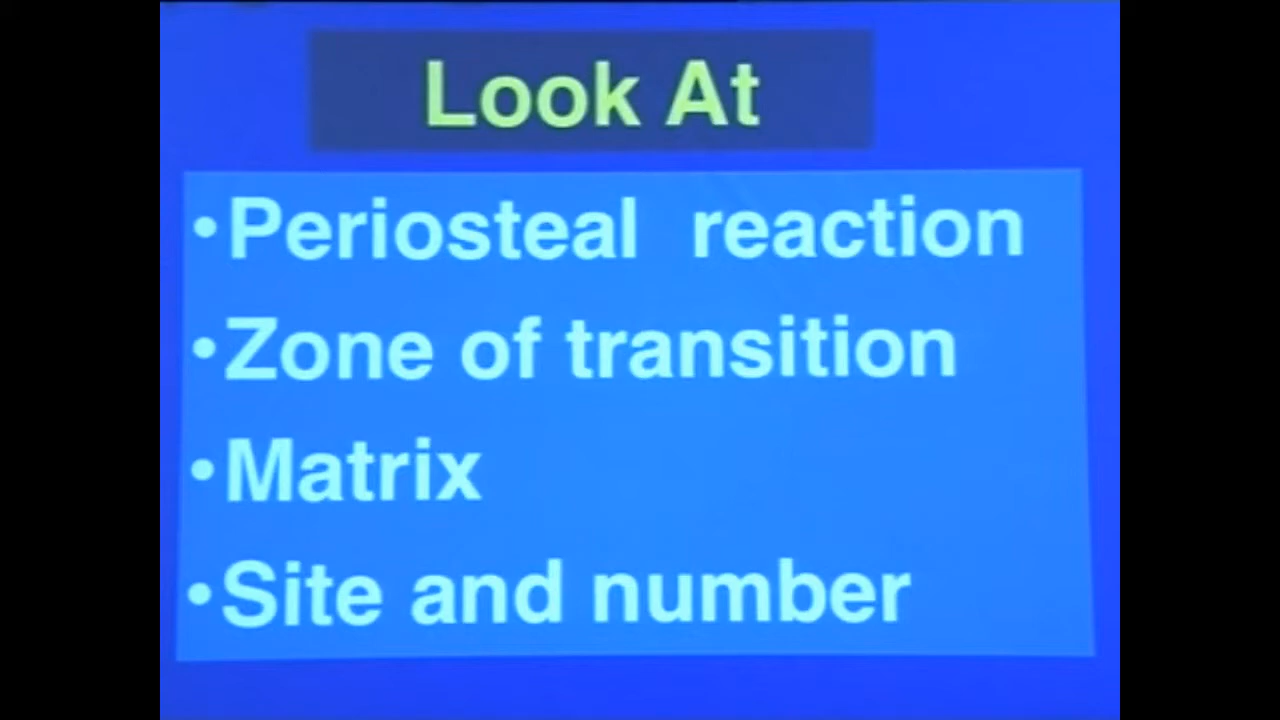 Look At
•Periosteal reaction
•Zone of transition
•Matrix
•Site and number